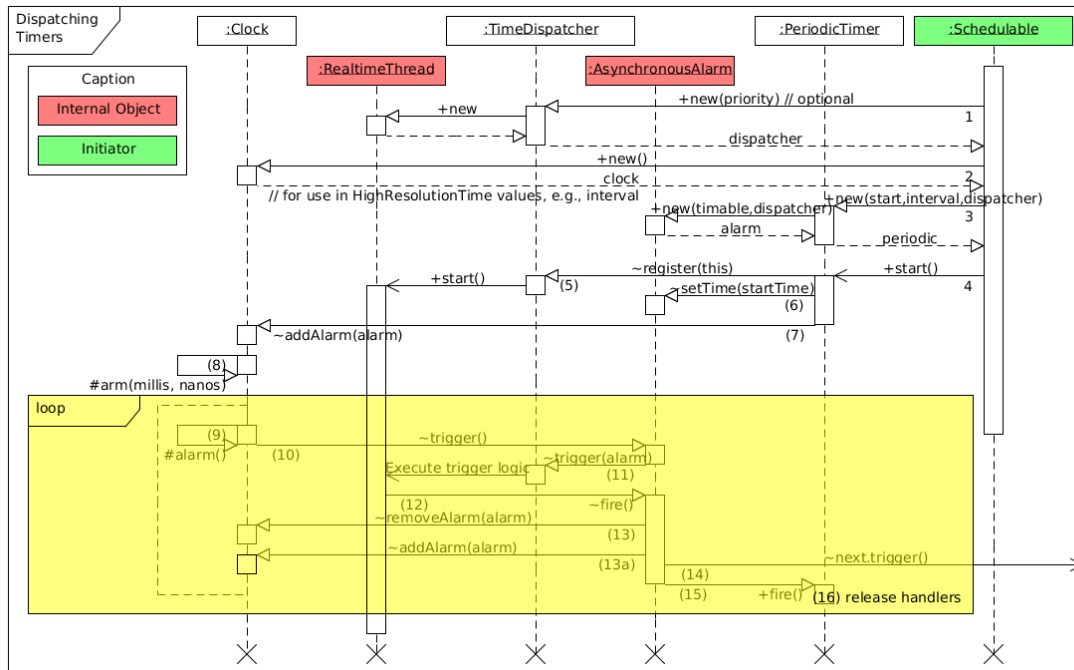 Dispatching
Timers
:Clock
:TimeDispatcher
:PeriodicTimer
:Schedulable
:RealtimeThread
:AsynchronousAlarm
Caption
Internal Object
Initiator
+new(priority) // optional
+new
1
dispatcher
+new()
clock
2
// for use in HighResolutionTime values, e.g., interval
+new(start,interval,dispatcher)
+new(timable,dispatcher)
3
alarm
periodic
~register(this)
+start()
+start()
(5)
4
~setTime(startTime)
(6)
~addAlarm(alarm)
(7)
(8)
#arm(millis, nanos)
loop
(9)
~trigger()
#alarm()
(10)
~trigger(alarm)
Execute trigger logic
(11)
(12)
~fire()
~removeAlarm(alarm)
(13)
~addAlarm(alarm)
(13a)
~next.trigger()
(14)
(15)
+fire()
(16) release handlers